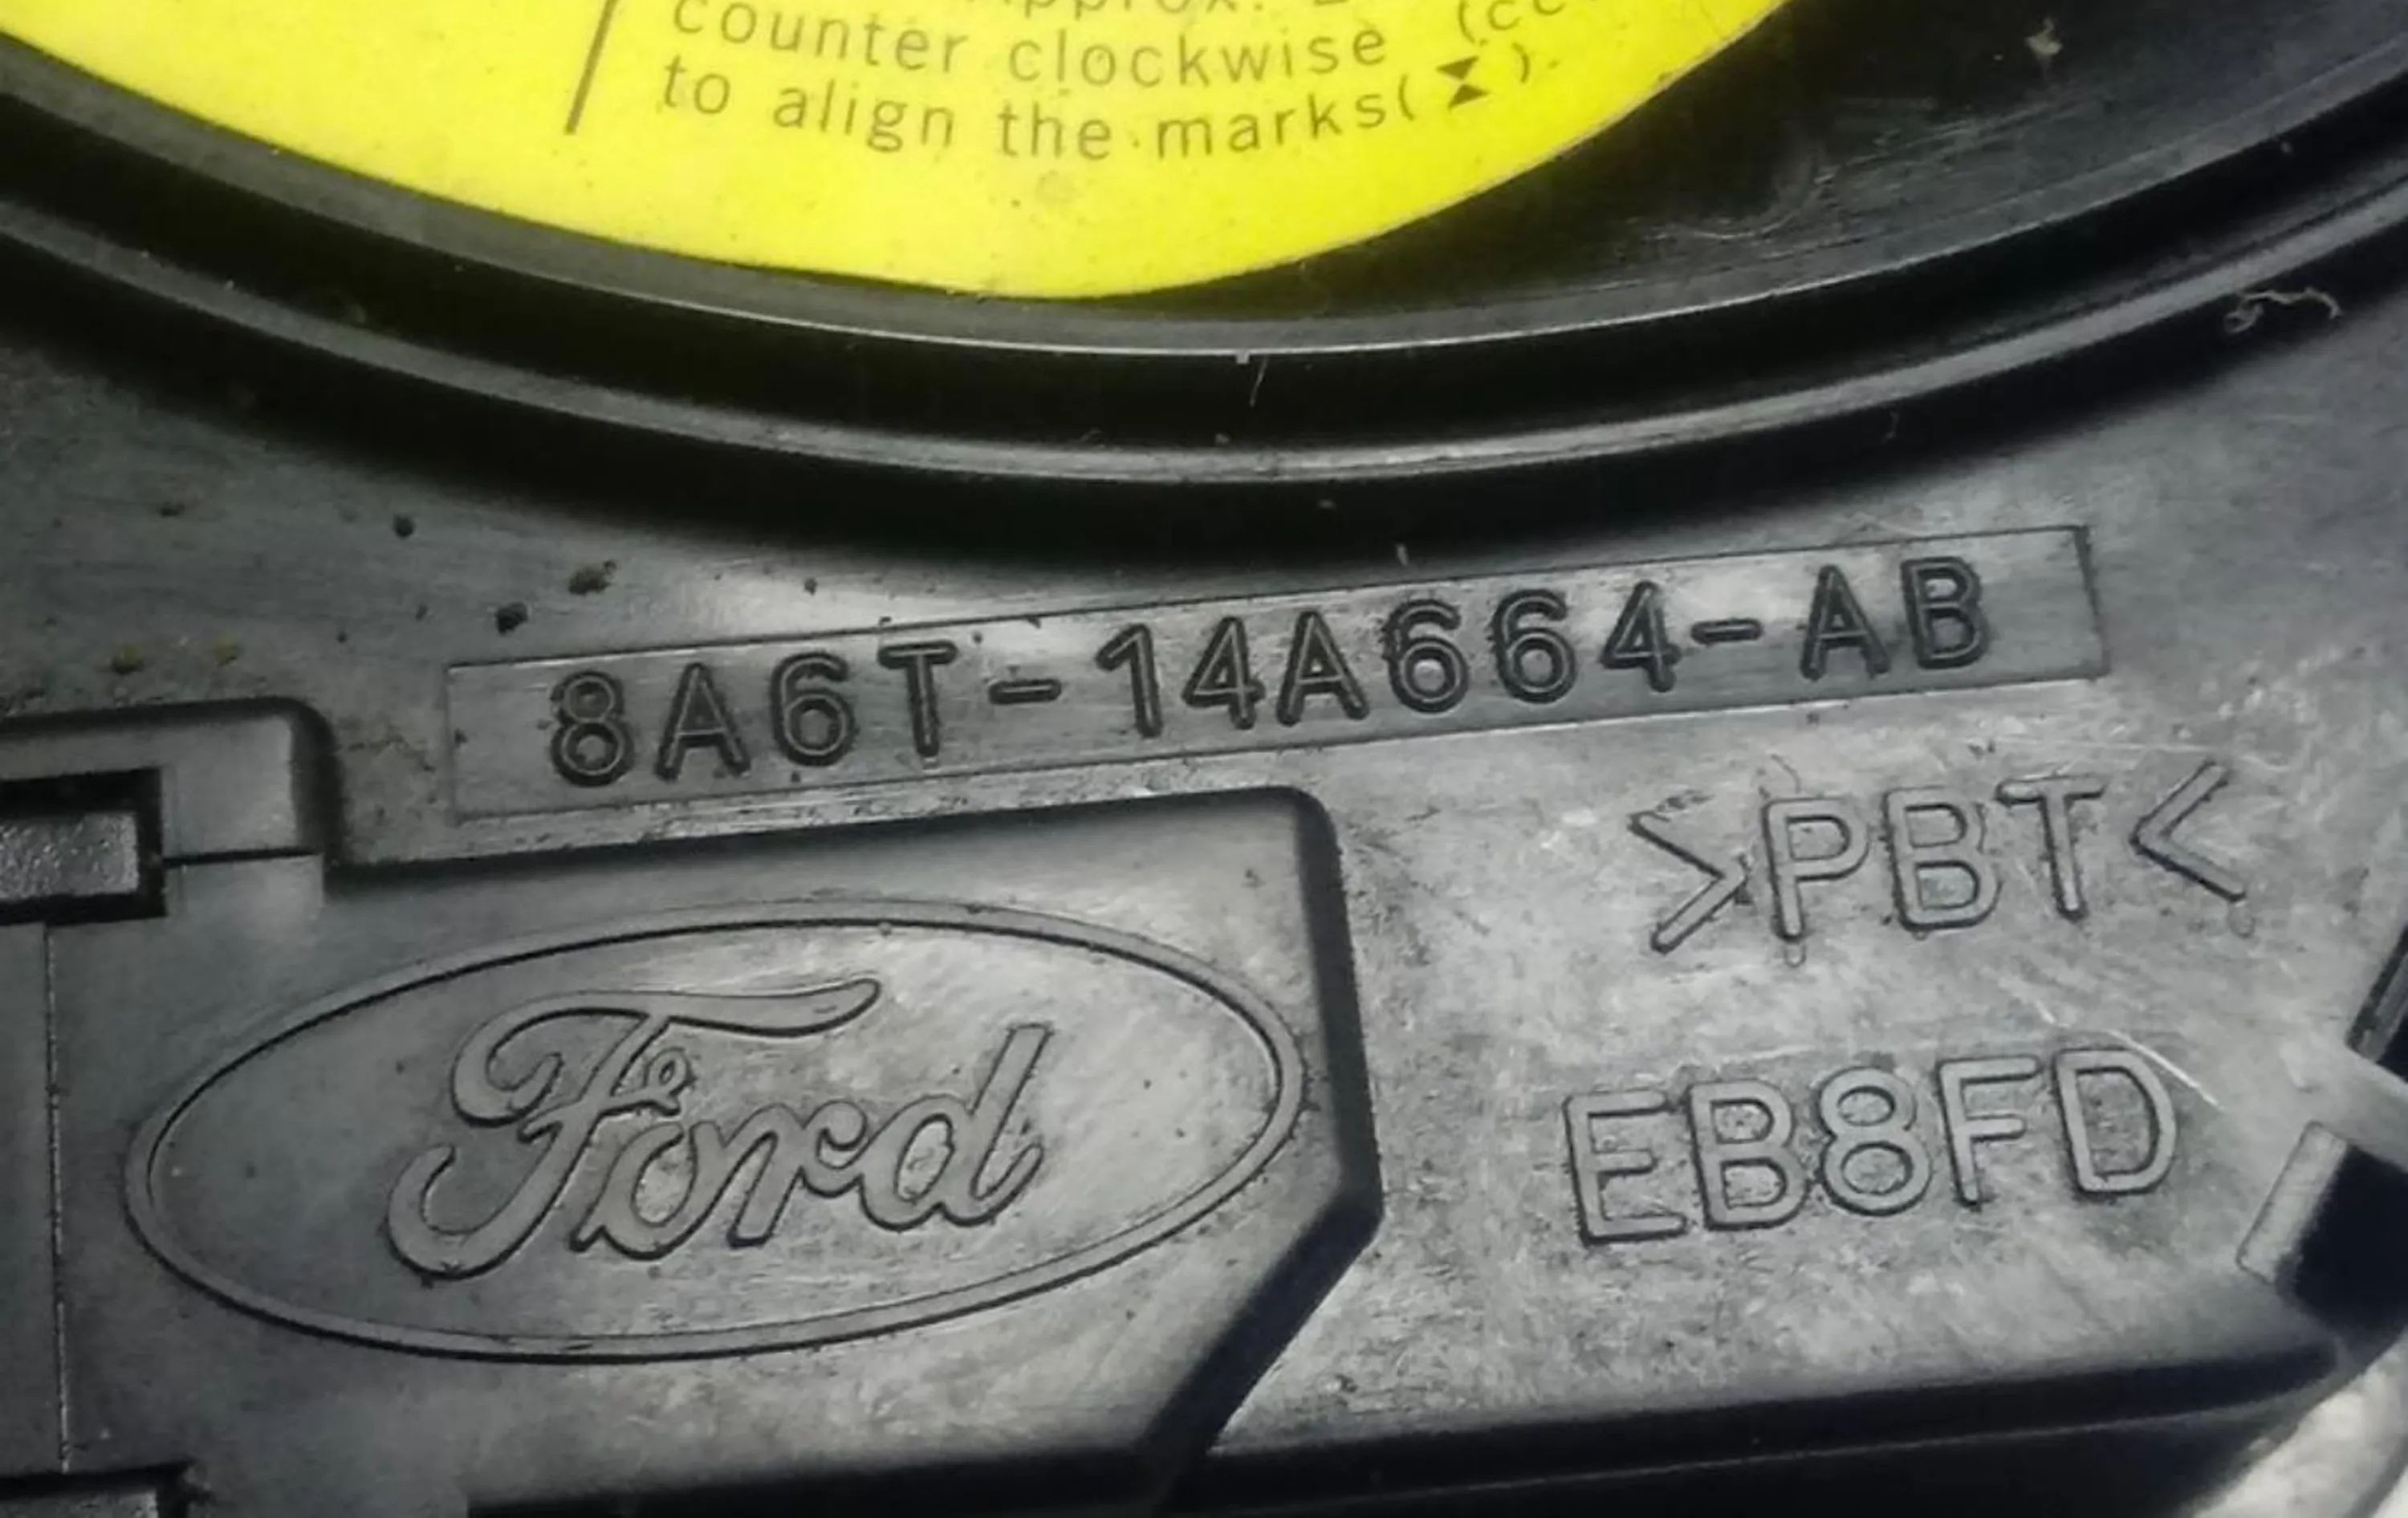 counter clockwise
to align the marks( ).
8A6T-14A664-AB
>PBT<
Ford
EB8FD